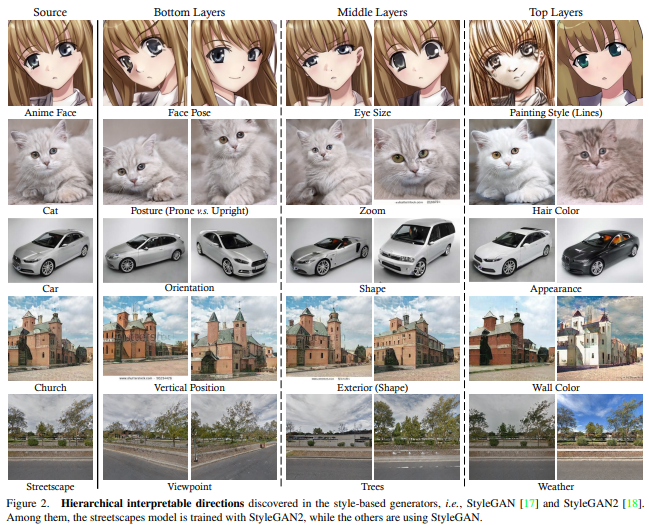 Source Bottom Layers Middle Layers Top Layers
Anime Face Face Pose Eye Size Painting Style (Lines)
Cat Posture (Prone v.s. Upright) Zoom Hair Color
Car Orientation Shape Appearance
Church Vertical Position Exterior (Shape) Wall Color
Streetscape Viewpoint Trees Weather
Figure 2. Hierarchical interpretable directions discovered in the style-based generators, i.e., StyleGAN [17] and StyleGAN2 [18].
Among them, the streetscapes model is trained with StyleGAN2, while the others are using StyleGAN.